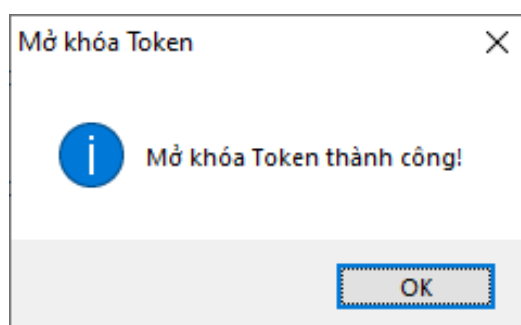 Mở khóa Token
Mở khóa Token thành công!
OK